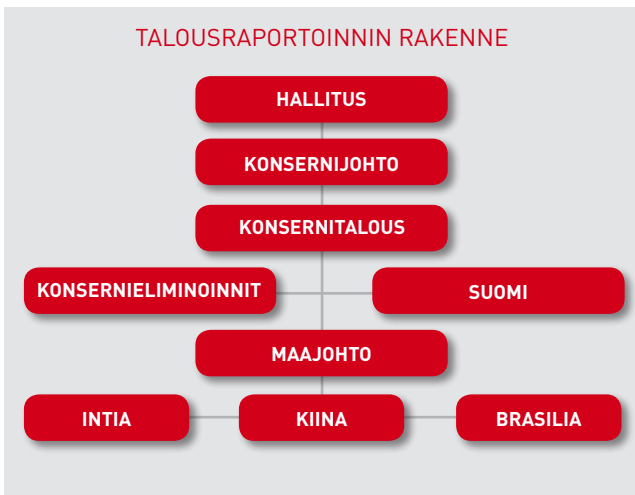 TALOUSRAPORTOINNIN RAKENNE
HALLITUS
KONSERNIJOHTO
KONSERNITALOUS
KONSERNIELIMINOINNIT
SUOMI
MAAJOHTO
INTIA
KIINA
BRASILIA